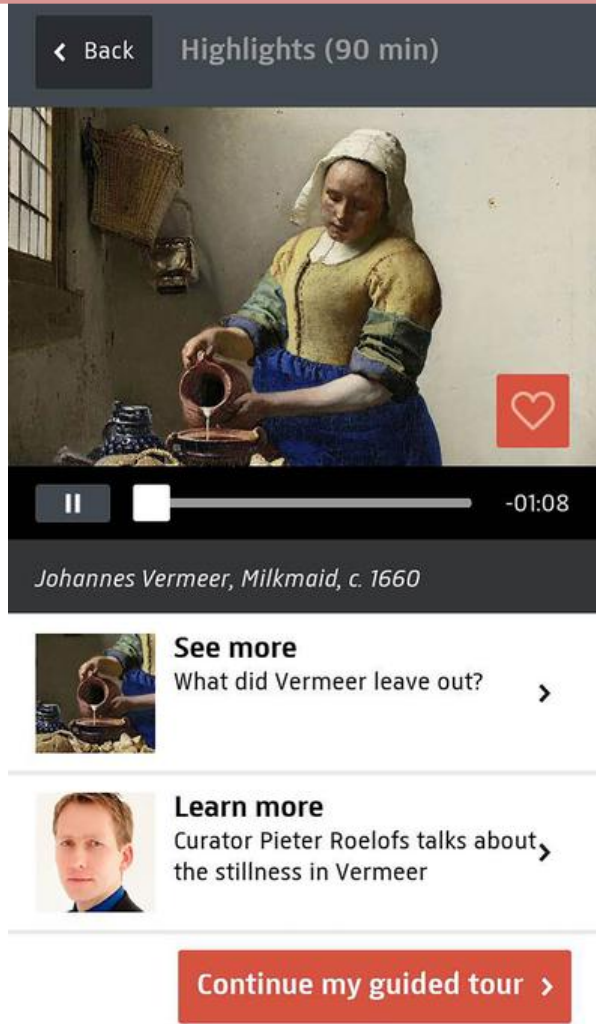 Back
Highlights (90 min)
-01:08
Johannes Vermeer, Milkmaid, c. 1660
See more
What did Vermeer leave out?
Learn more
Curator Pieter Roelofs talks about
the stillness in Vermeer
Continue my guided tour